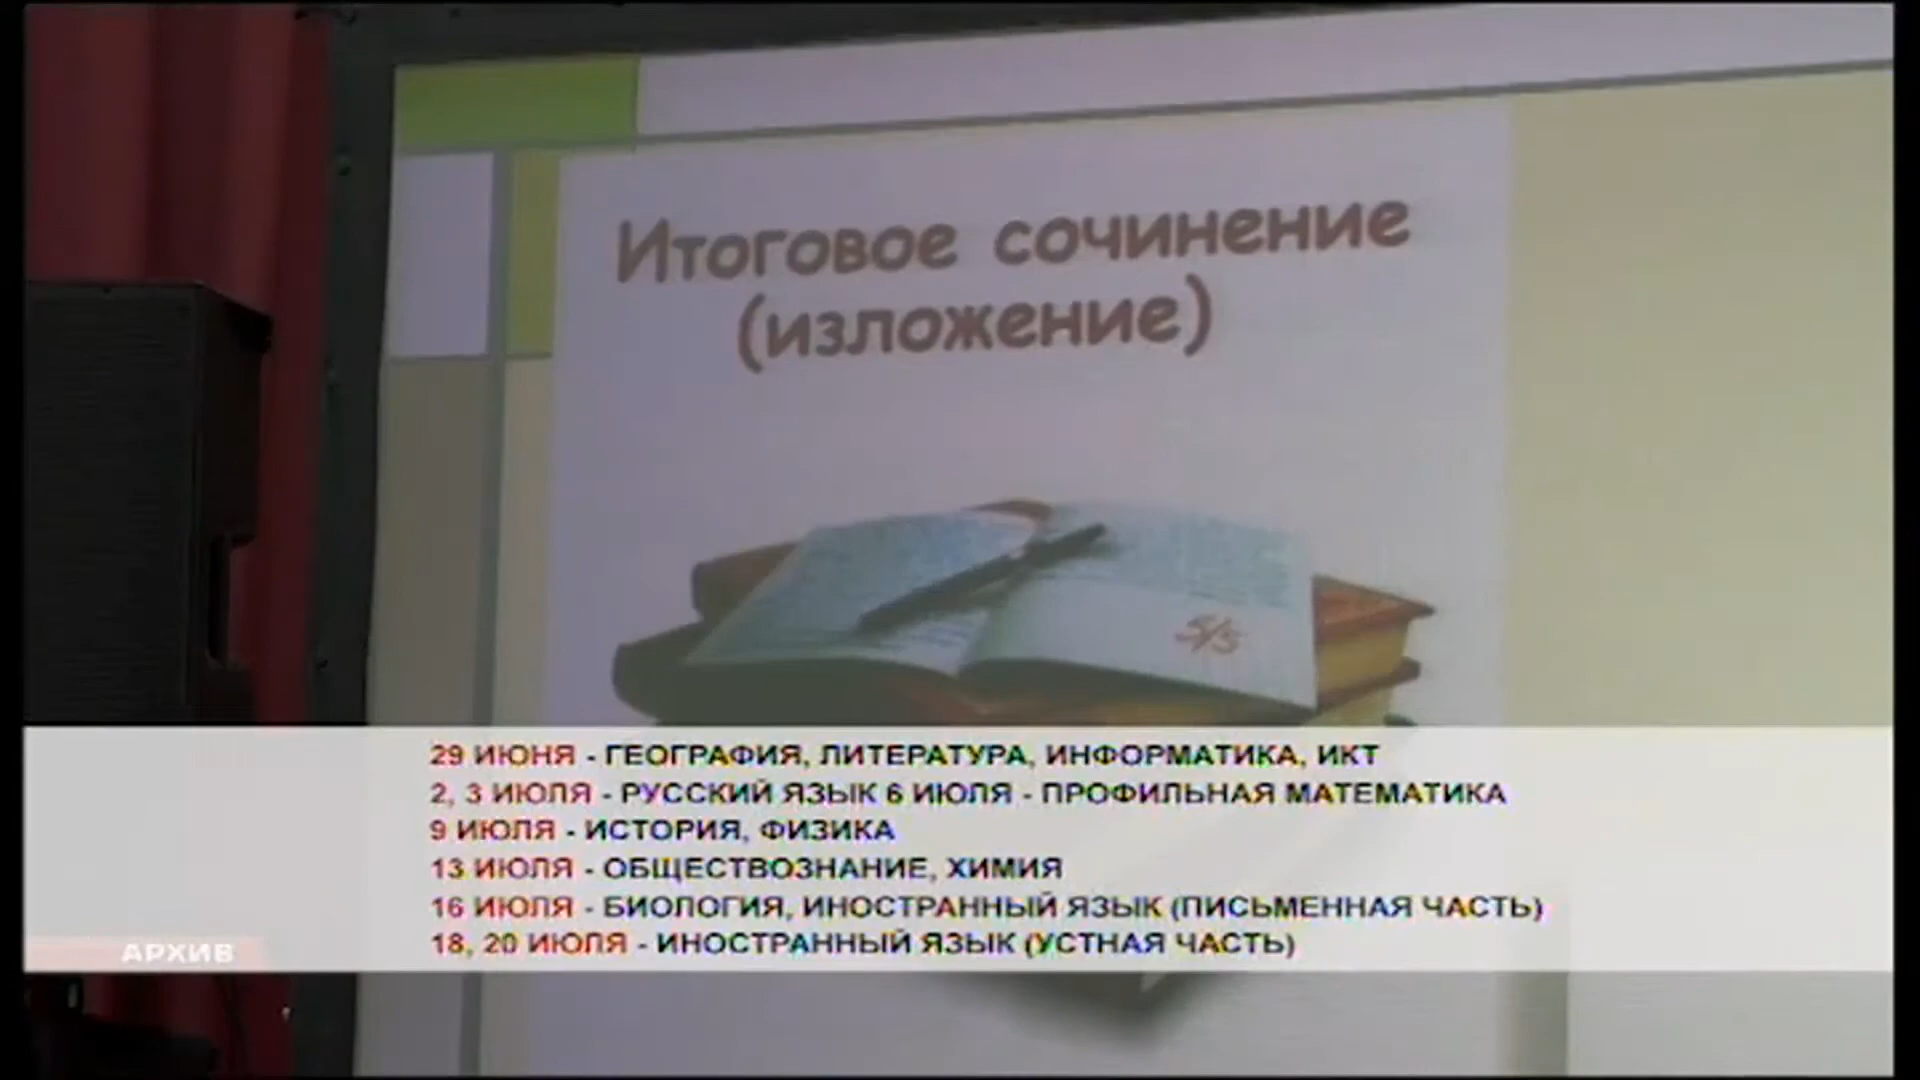 Итоговое сочинение
(изложение)
5/5
29 ИЮНЯ - ГЕОГРАФИЯ, ЛИТЕРАТУРА, ИНФОРМАТИКА, ИКТ
2, 3 ИЮЛЯ - РУССКИЙ ЯЗЫК 6 ИЮЛЯ - ПРОФИЛЬНАЯ МАТЕМАТИКА
9 ИЮЛЯ - ИСТОРИЯ, ФИЗИКА
13 ИЮЛЯ - ОБЩЕСТВОЗНАНИЕ, ХИМИЯ
16 ИЮЛЯ - БИОЛОГИЯ, ИНОСТРАННЫЙ ЯЗЫК (ПИСЬМЕННАЯ ЧАСТЬ)
18, 20 ИЮЛЯ - ИНОСТРАННЫЙ ЯЗЫК (УСТНАЯ ЧАСТЬ)
АРХИВ